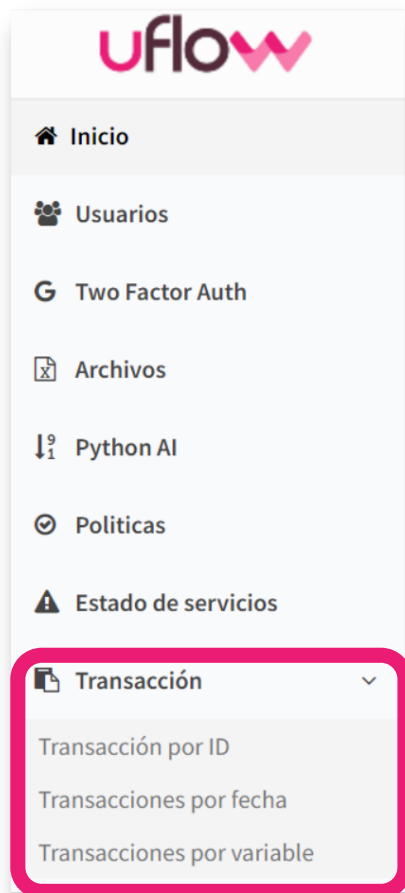 uFlow
Inicio
Usuarios
G Two Factor Auth
Archivos
Python AI
Politicas
Estado de servicios
Transacción
Transacción por ID
Transacciones por fecha
Transacciones por variable